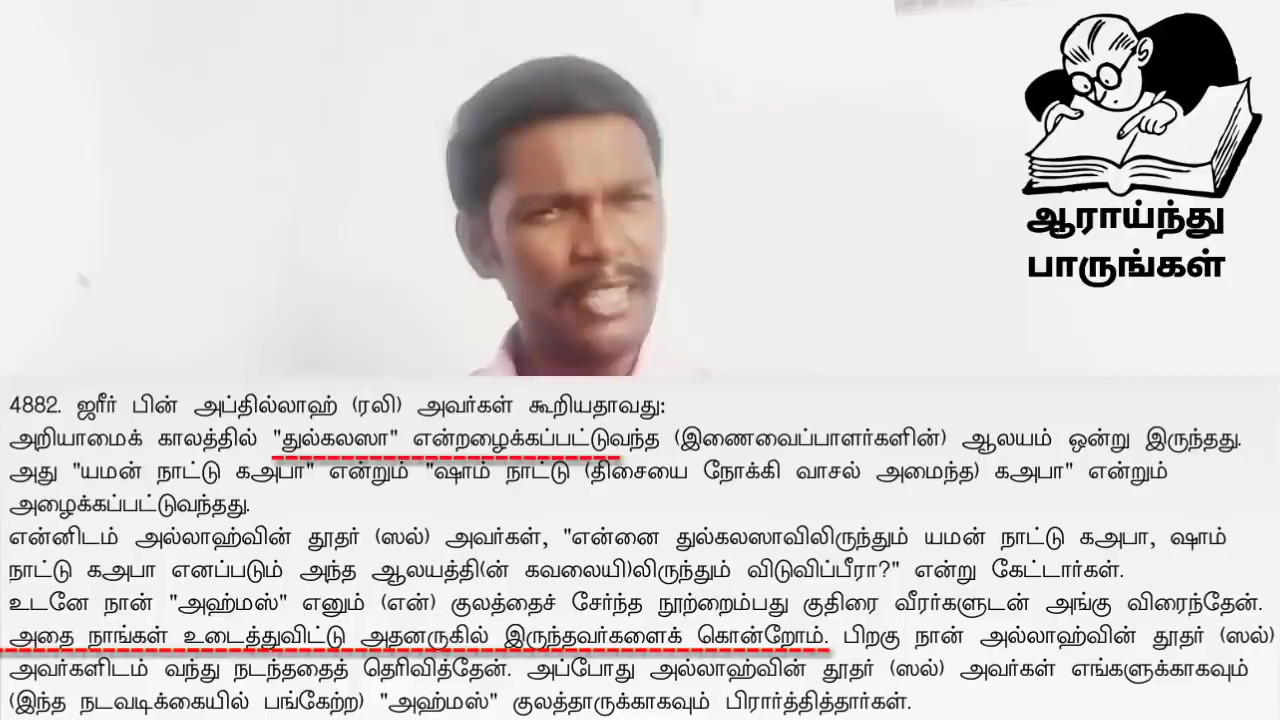 ஆராய்ந்து
பாருங்கள்
4882. ஜரீர் பின் அப்தில்லாஹ் (ரலி) அவர்கள் கூறியதாவது:
அறியாமைக் காலத்தில் "துல்கலஸா" என்றழைக்கப்பட்டுவந்த (இணைவைப்பாளர்களின்) ஆலயம் ஒன்று இருந்தது.
அது "யமன் நாட்டு கஅபா" என்றும் "ஷாம் நாட்டு (திசையை நோக்கி வாசல் அமைந்த) கஅபா" என்றும்
அழைக்கப்பட்டுவந்தது.
என்னிடம் அல்லாஹ்வின் தூதர் (ஸல்) அவர்கள், "என்னை துல்கலஸாவிலிருந்தும் யமன் நாட்டு கஅபா, ஷாம்
நாட்டு கஅபா எனப்படும் அந்த ஆலயத்தி(ன் கவலையி)லிருந்தும் விடுவிப்பீரா?" என்று கேட்டார்கள்.
உடனே நான் "அஹ்மஸ்" எனும் (என்) குலத்தைச் சேர்ந்த நூற்றைம்பது குதிரை வீரர்களுடன் அங்கு விரைந்தேன்.
அதை நாங்கள் உடைத்துவிட்டு அதனருகில் இருந்தவர்களைக் கொன்றோம். பிறகு நான் அல்லாஹ்வின் தூதர் (ஸல்)
அவர்களிடம் வந்து நடந்ததைத் தெரிவித்தேன். அப்போது அல்லாஹ்வின் தூதர் (ஸல்) அவர்கள் எங்களுக்காகவும்
(இந்த நடவடிக்கையில் பங்கேற்ற) "அஹ்மஸ்" குலத்தாருக்காகவும் பிரார்த்தித்தார்கள்.